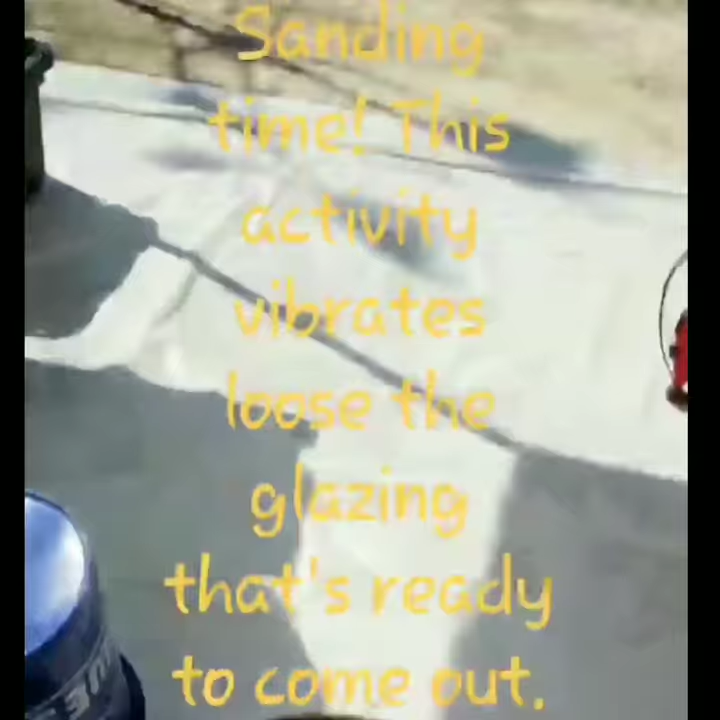 Sanding
time! This
activity
vibrates
loose the
glazing
that's ready
to come out.